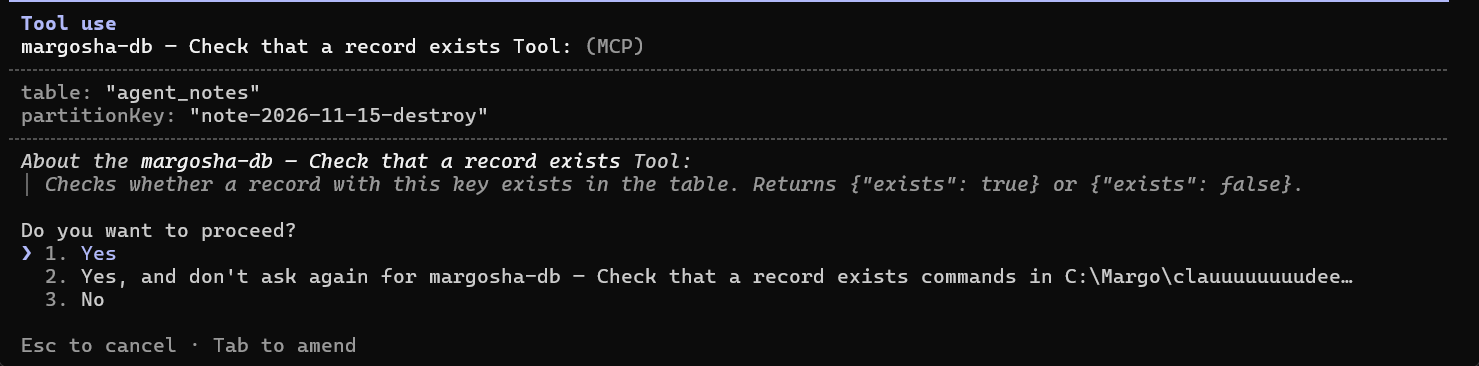 Tool use
margosha-db — Check that a record exists Tool: (MCP)
table: "agent_notes"
partitionKey: "note-2026-11-15-destroy"
About the margosha-db — Check that a record exists Tool:
Checks whether a record with this key exists in the table. Returns {"exists": true} or {"exists": false}.
Do you want to proceed?
❯ 1. Yes
2. Yes, and don't ask again for margosha-db — Check that a record exists commands in C:\Margo\clauuuuuuuudee…
3. No
Esc to cancel · Tab to amend